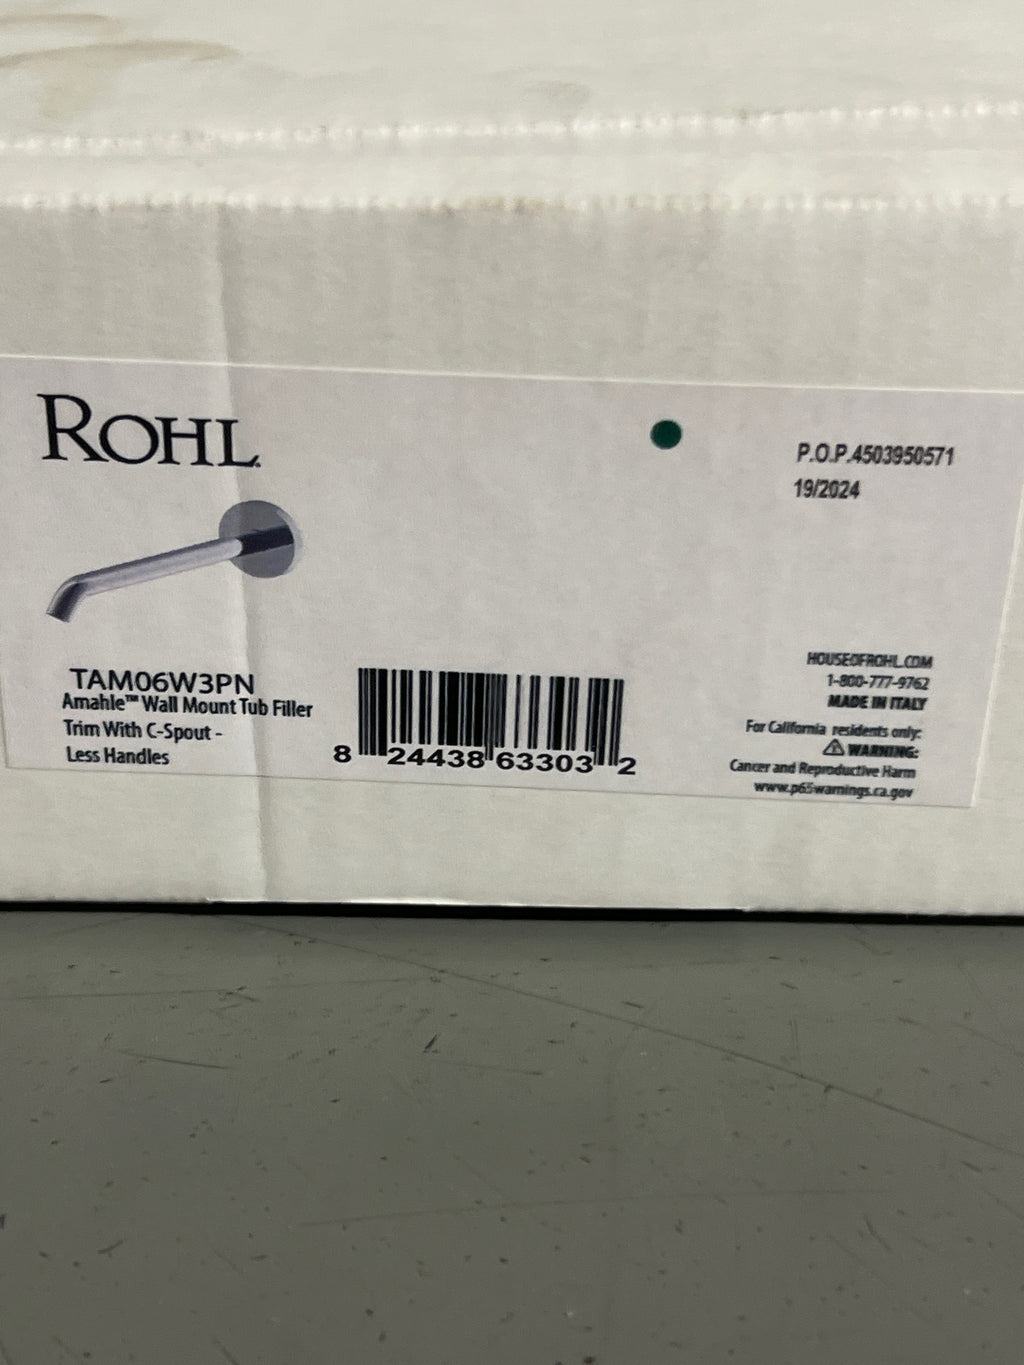 ROHL
P.O.P.4503950571
19/2024
TAM06W3PN
Amahle™ Wall Mount Tub Filler
Trim With C-Spout -
Less Handles
8 24438 63303 2
HOUSEOFROHL.COM
1-800-777-9762
MADE IN ITALY
For California residents only:
⚠ WARNING:
Cancer and Reproductive Harm
www.p65warnings.ca.gov